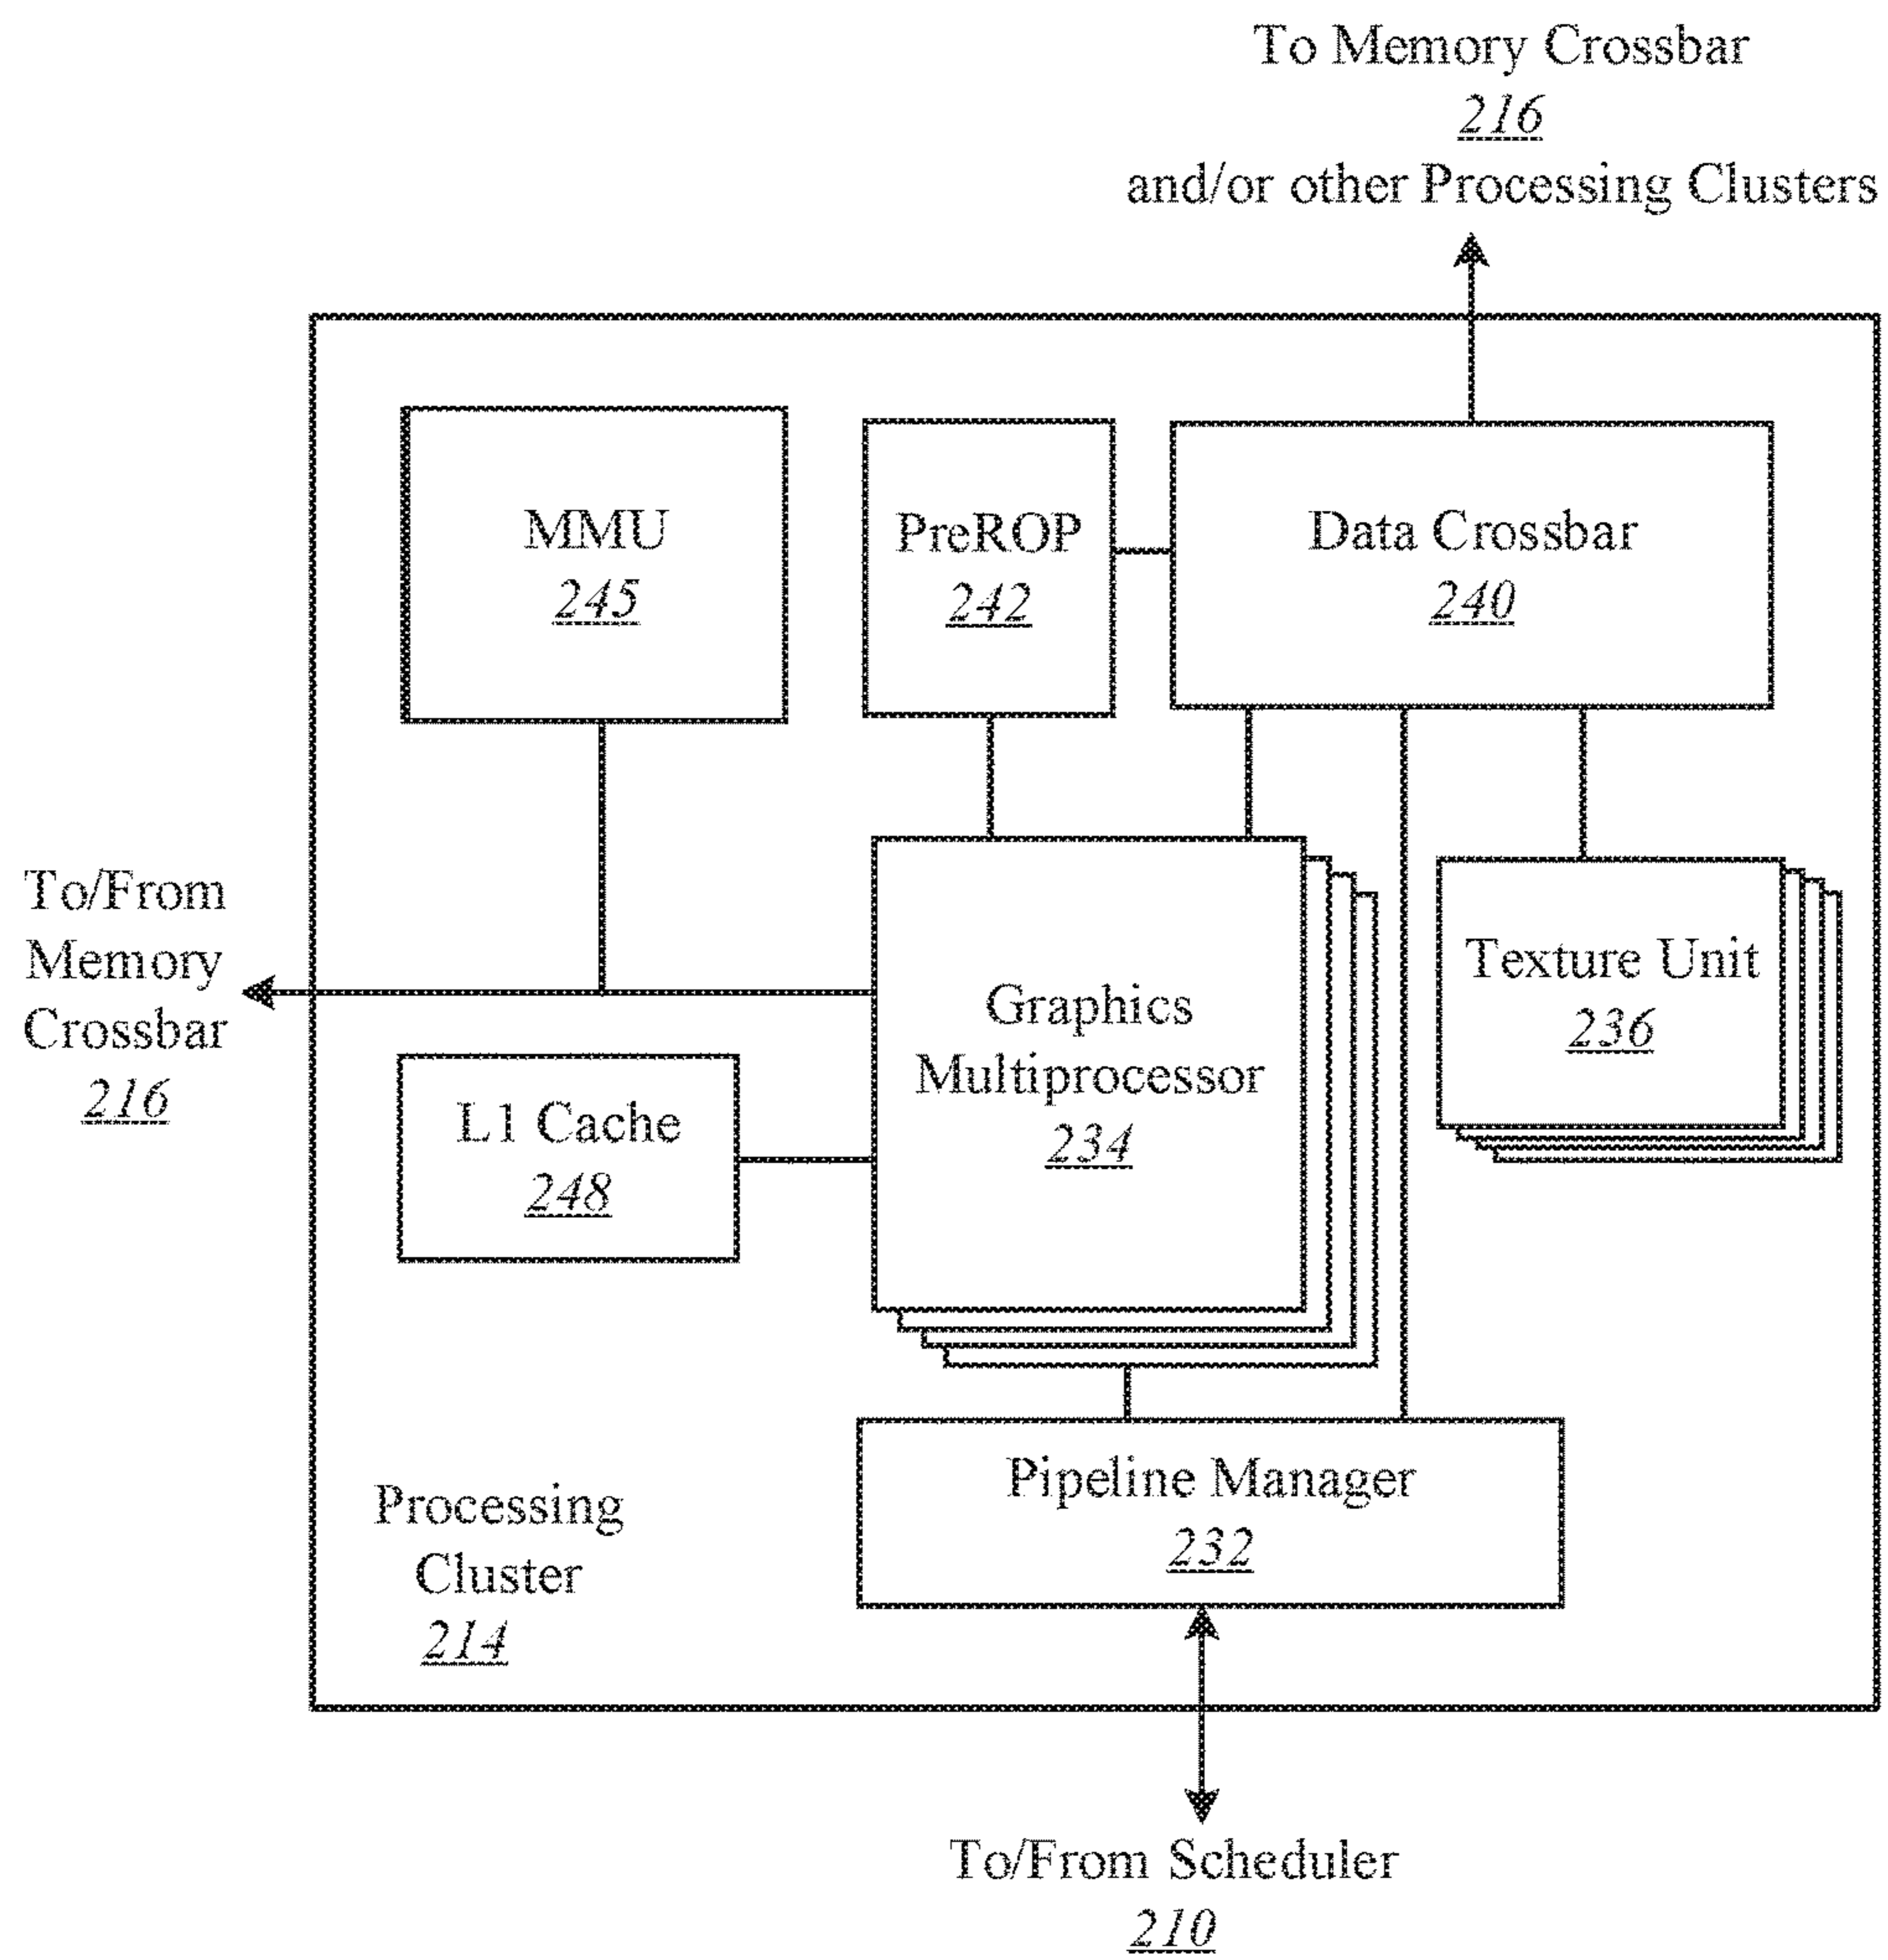 To Memory Crossbar
216
and/or other Processing Clusters
MMU
245
PreROP
242
Data Crossbar
240
To/From
Memory
Crossbar
216
Graphics
Multiprocessor
234
Texture Unit
236
L1 Cache
248
Pipeline Manager
232
Processing
Cluster
214
To/From Scheduler
210